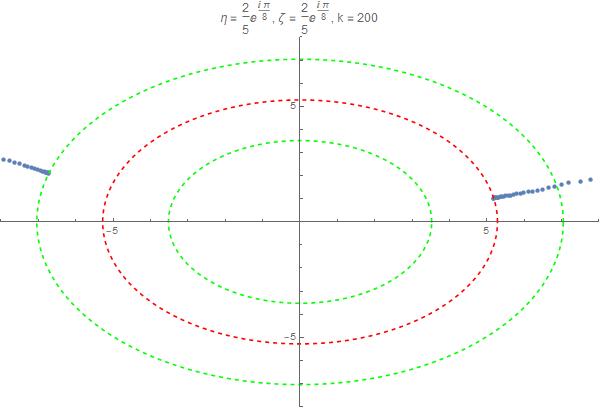 η = 2/5 e^(iπ/8), ζ = 2/5 e^(iπ/8), k = 200
5
-5
5
-5